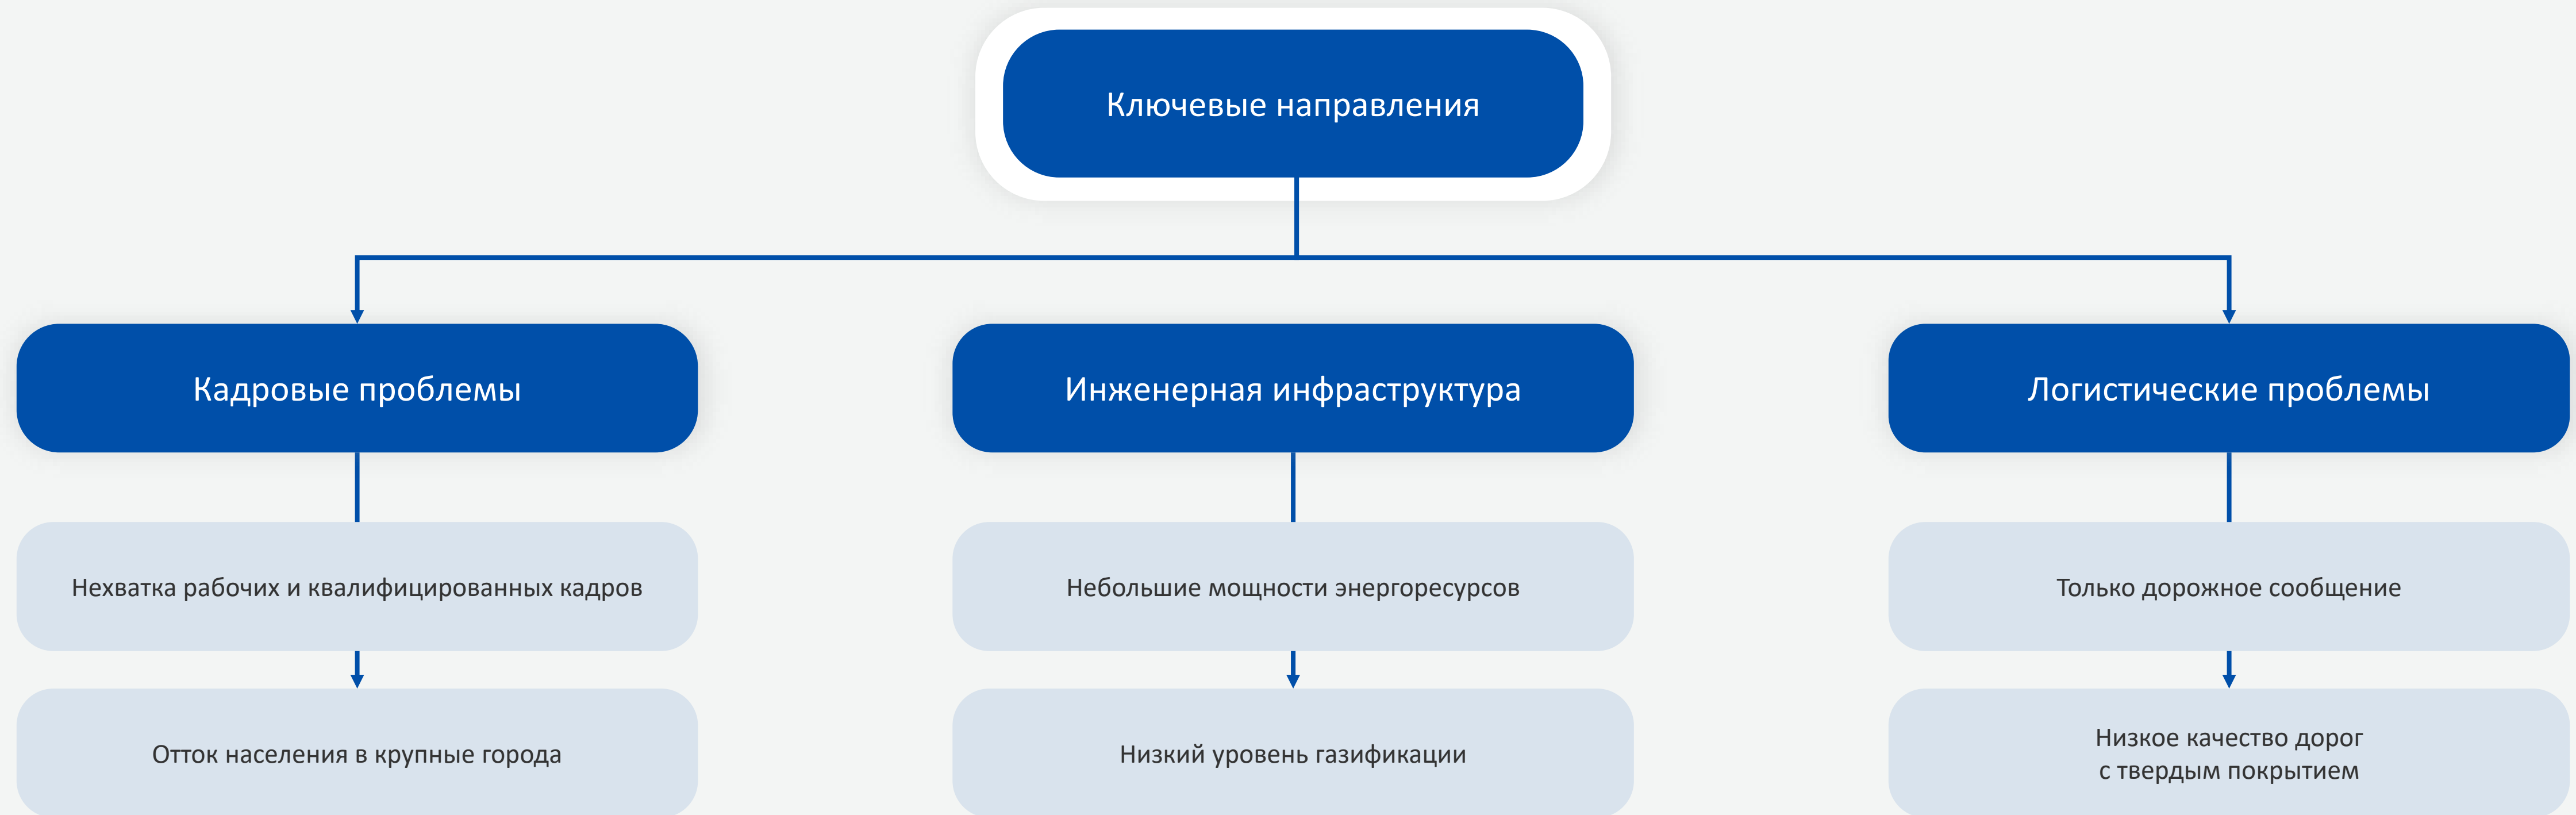 Ключевые направления
Кадровые проблемы
Инженерная инфраструктура
Логистические проблемы
Нехватка рабочих и квалифицированных кадров
Небольшие мощности энергоресурсов
Только дорожное сообщение
Отток населения в крупные города
Низкий уровень газификации
Низкое качество дорог
с твердым покрытием